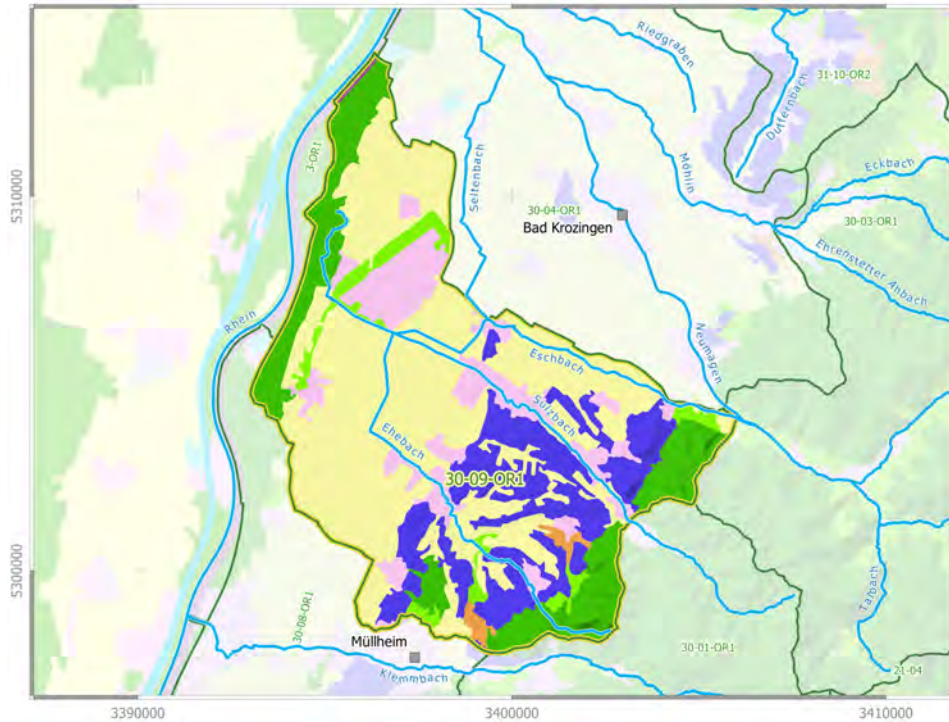 Riedgraben
31-10-OR2
Duffernbach
Möhlin
Eckbach
3-OR1
Seltenbach
5310000
30-04-OR1
Bad Krozingen
30-03-OR1
Ehrenstetter Ahbach
Rhein
Neumagen
Eschbach
Sulzbach
Ehebach
30-09-OR1
5300000
Talbach
30-08-OR1
Müllheim
30-01-OR1
Klemmbach
21-04
3390000
3400000
3410000